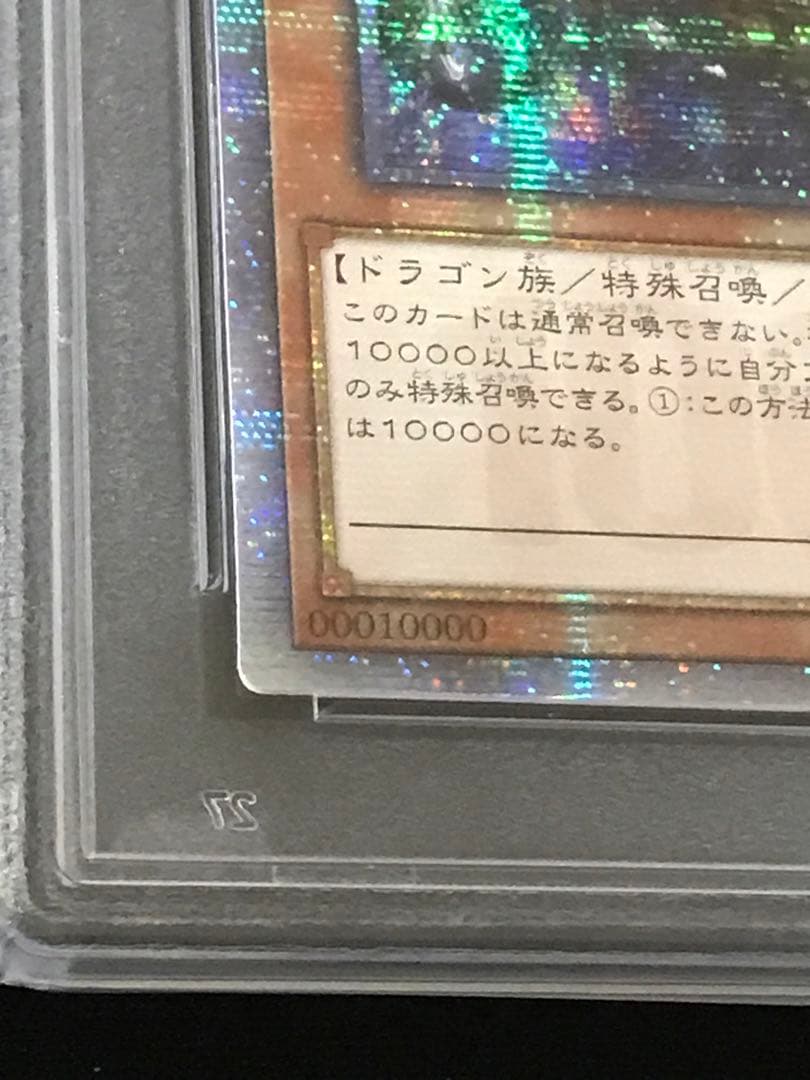 【ドラゴン族／特殊召喚／
このカードは通常召喚できない。
10000以上になるように自分
のみ特殊召喚できる。①：この方法
は10000になる。
00010000
27